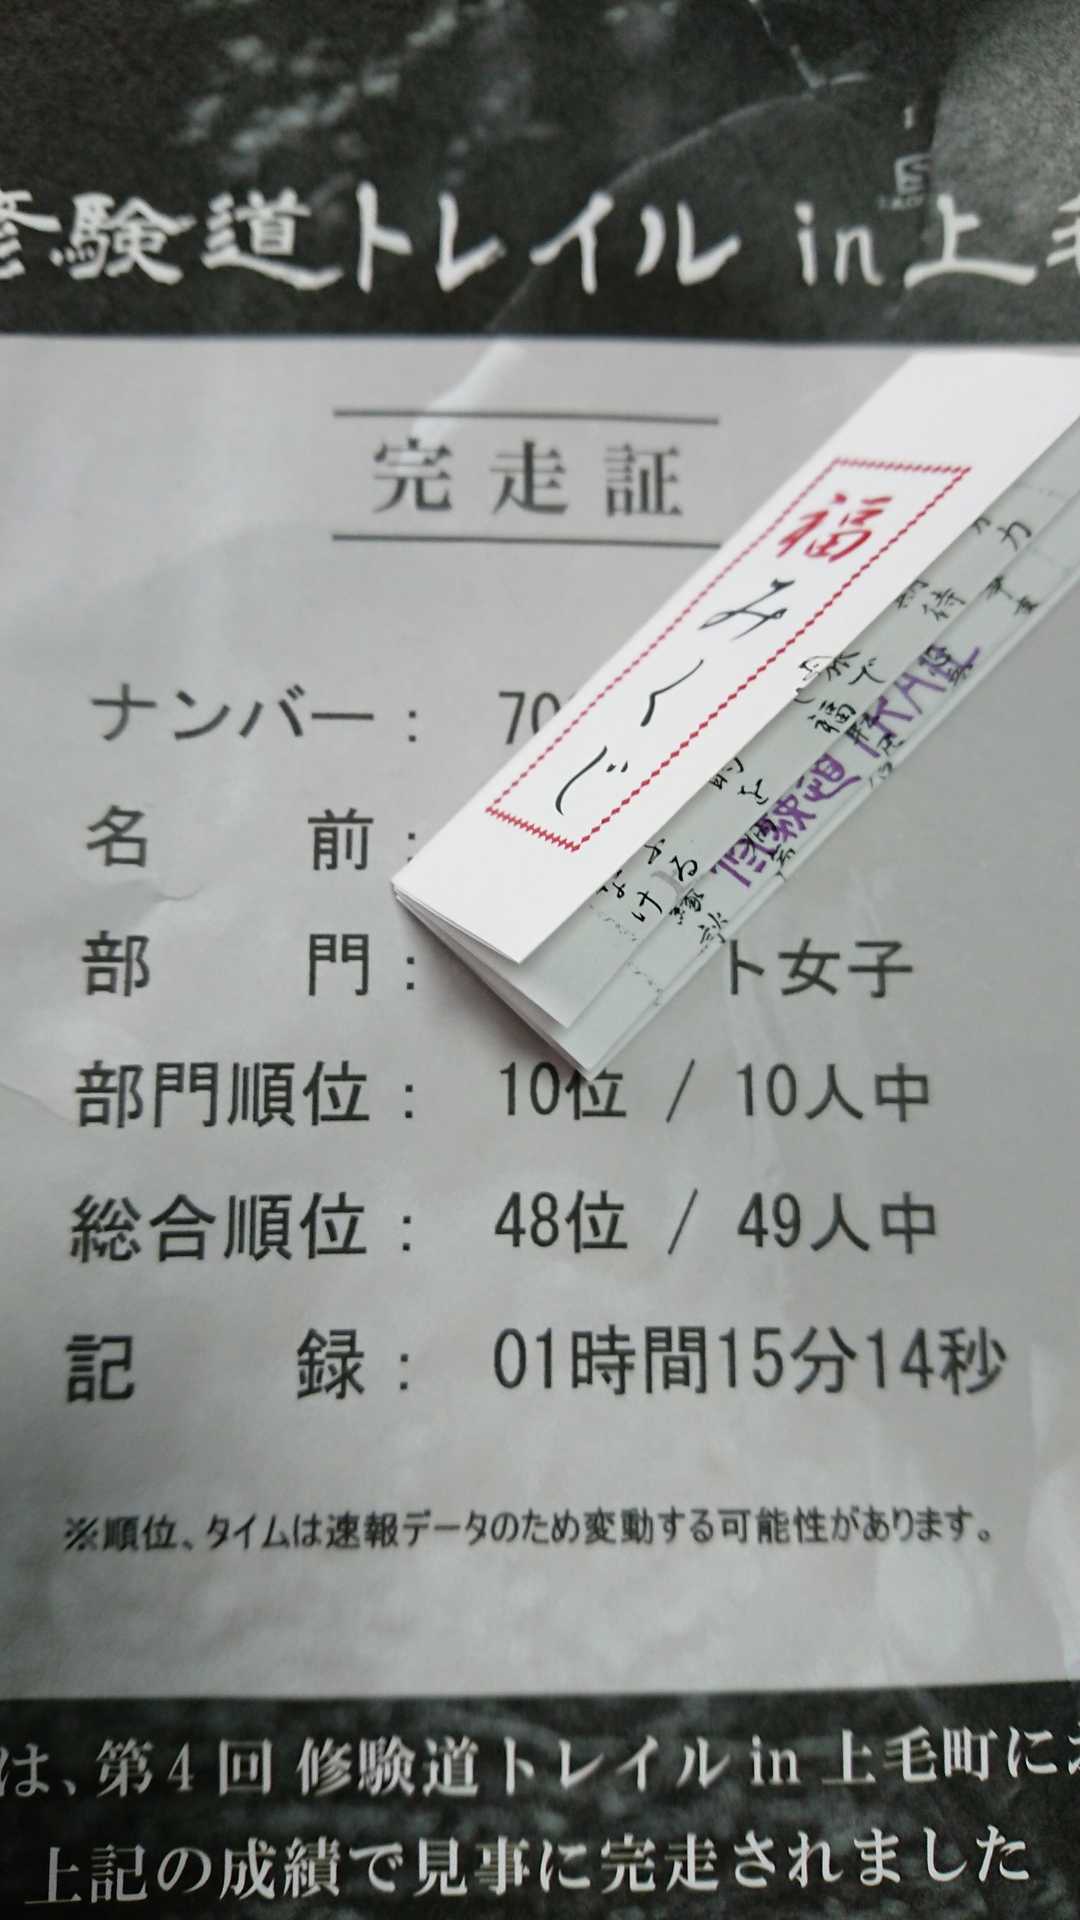 修験道トレイル in 上毛
完走証
福みくじ
ナンバー： 70
名前：
部門： ト女子
部門順位： 10位 / 10人中
総合順位： 48位 / 49人中
記録： 01時間15分14秒
※順位、タイムは速報データのため変動する可能性があります。
は、第4回 修験道トレイル in 上毛町に
上記の成績で見事に完走されました